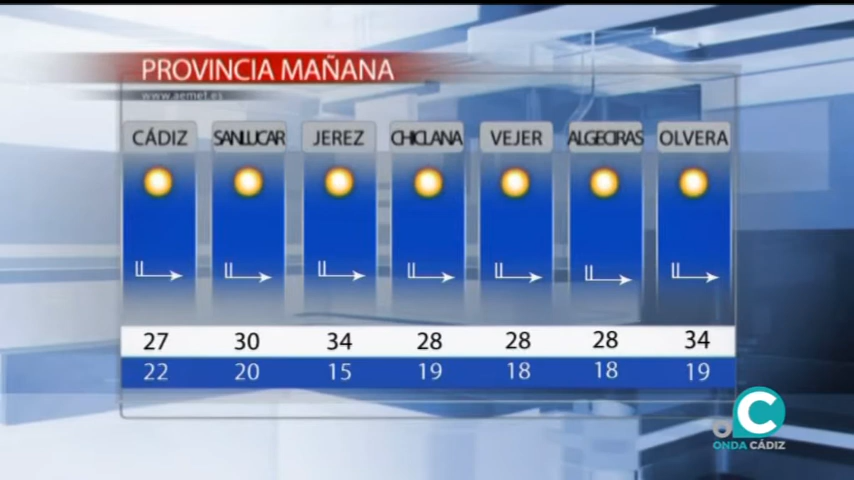 PROVINCIA MAÑANA
www.aemet.es
CÁDIZ SANLUCAR JEREZ CHICLANA VEJER ALGECIRAS OLVERA
27 30 34 28 28 28 34
22 20 15 19 18 18 19
ONDA CÁDIZ